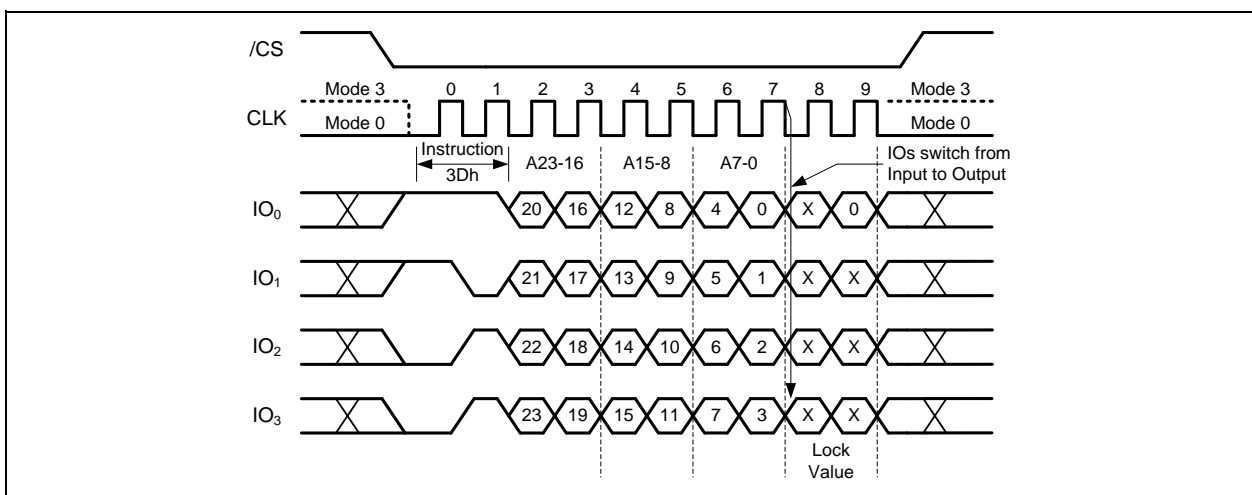 /CS
Mode 3 0 1 2 3 4 5 6 7 8 9 Mode 3
CLK
Mode 0 Mode 0
Instruction
3Dh
A23-16 A15-8 A7-0
IOs switch from
Input to Output
IO₀ 20 16 12 8 4 0 X 0
IO₁ 21 17 13 9 5 1 X X
IO₂ 22 18 14 10 6 2 X X
IO₃ 23 19 15 11 7 3 X X
Lock
Value